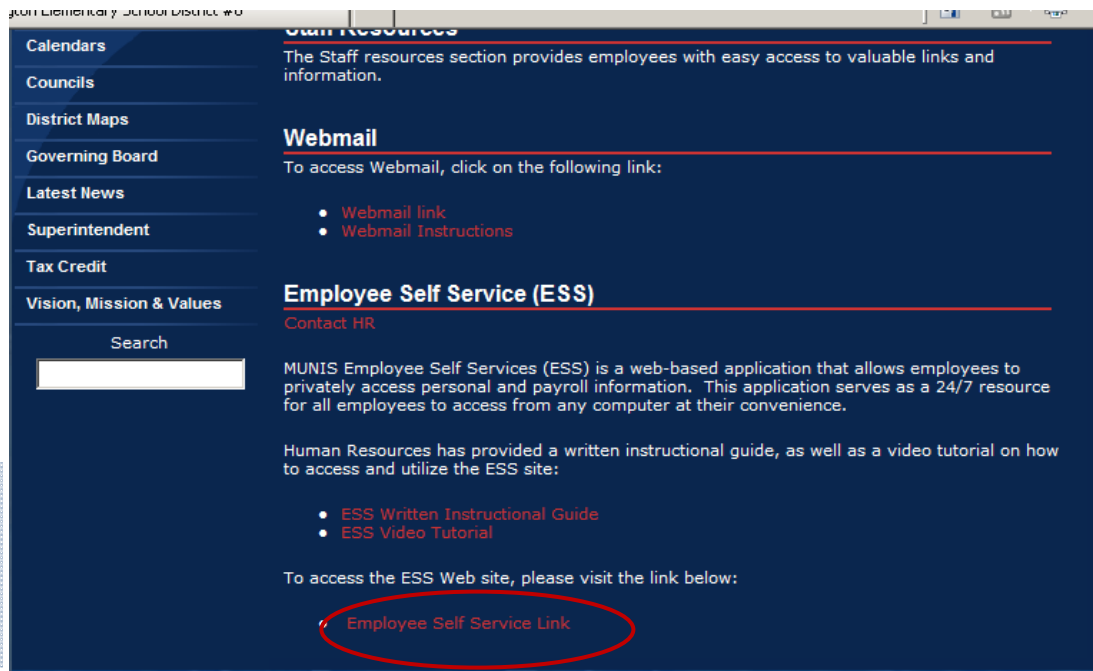 Elementary School District #6
Calendars
Councils
District Maps
Governing Board
Latest News
Superintendent
Tax Credit
Vision, Mission & Values
Search
Staff Resources
The Staff resources section provides employees with easy access to valuable links and
information.
Webmail
To access Webmail, click on the following link:
Webmail link
Webmail Instructions
Employee Self Service (ESS)
Contact HR
MUNIS Employee Self Services (ESS) is a web-based application that allows employees to
privately access personal and payroll information. This application serves as a 24/7 resource
for all employees to access from any computer at their convenience.
Human Resources has provided a written instructional guide, as well as a video tutorial on how
to access and utilize the ESS site:
ESS Written Instructional Guide
ESS Video Tutorial
To access the ESS Web site, please visit the link below:
Employee Self Service Link